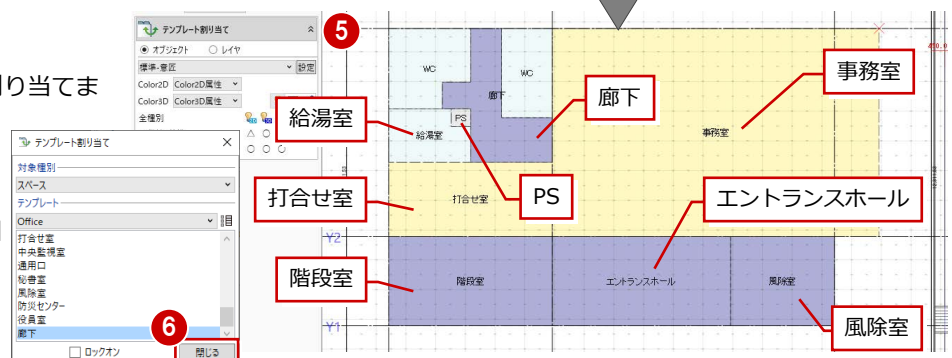 り当てま
テンプレート割り当て
5
オブジェクト レイヤ
標準-意匠 設定
Color2D Color2D属性
Color3D Color3D属性
全種別
テンプレート割り当て
対象種別
スペース
テンプレート
Office
打合せ室
中央監視室
通用口
秘書室
風除室
防災センター
役員室
廊下
6
ロックオン 閉じる
事務室
廊下
給湯室
打合せ室
PS
エントランスホール
階段室
風除室
WC
WC
廊下
PS
給湯室
事務室
打合せ室
Y2
階段室
エントランスホール
風除室
Y1